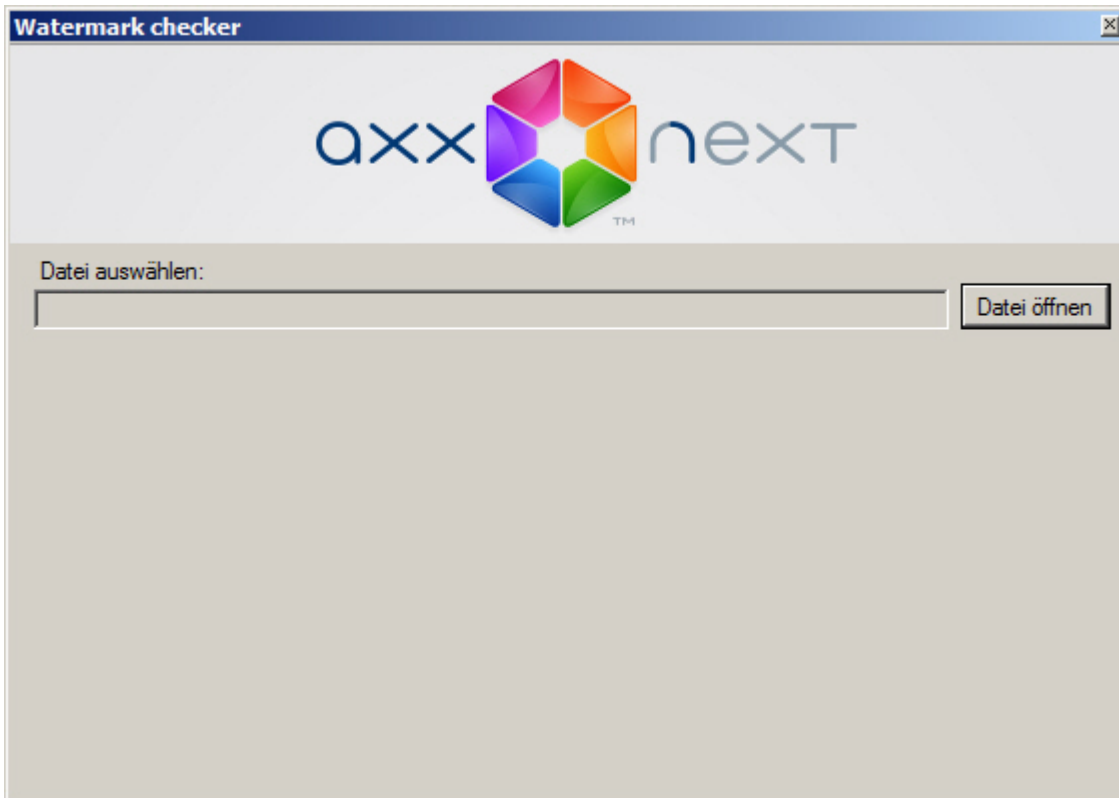 Watermark checker
axx next
TM
Datei auswählen:
Datei öffnen